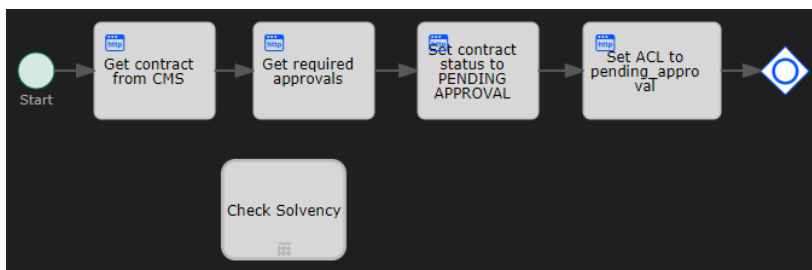 http
http
http
http
Get contract
from CMS
Get required
approvals
Set contract
status to
PENDING
APPROVAL
Set ACL to
pending_appro
val
Start
Check Solvency